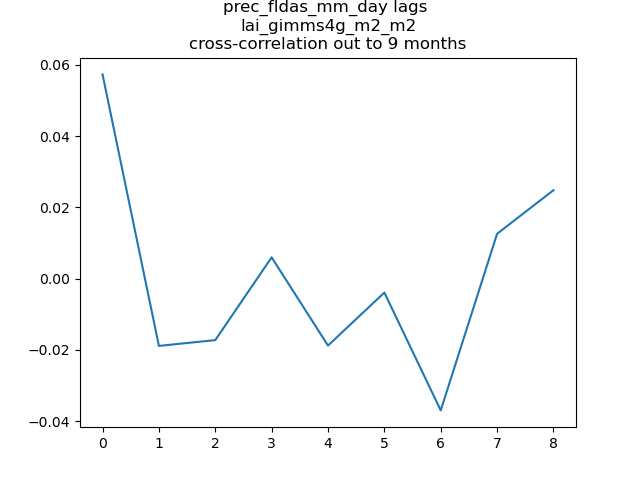 prec_fldas_mm_day lags
lai_gimms4g_m2_m2
cross-correlation out to 9 months
0.06
0.04
0.02
0.00
−0.02
−0.04
0 1 2 3 4 5 6 7 8